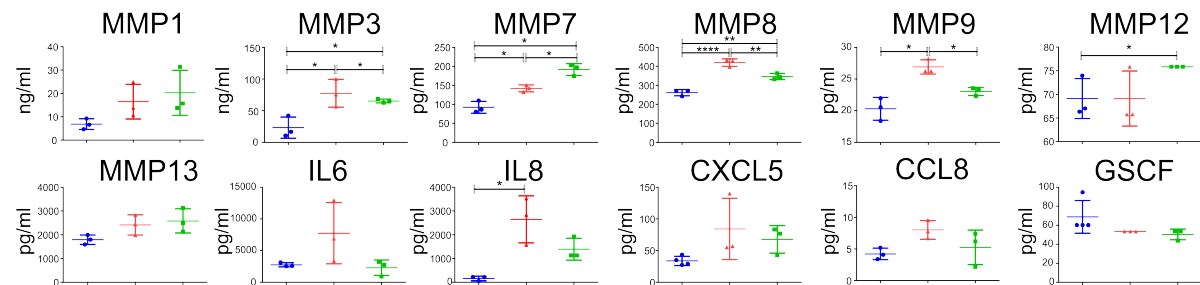 MMP1 MMP3 MMP7 MMP8 MMP9 MMP12
ng/ml ng/ml pg/ml pg/ml pg/ml pg/ml
40 30 20 10 0
* * * 150 100 50 0
* * * 250 200 150 100 50 0
** **** ** 500 400 300 200 100 0
* * 30 25 20 15
* 80 75 70 65 60
MMP13 IL6 IL8 CXCL5 CCL8 GSCF
pg/ml pg/ml pg/ml pg/ml pg/ml pg/ml
4000 3000 2000 1000 0
15000 10000 5000 0
* 4000 3000 2000 1000 0
150 100 50 0
15 10 5 0
100 80 60 40 20 0